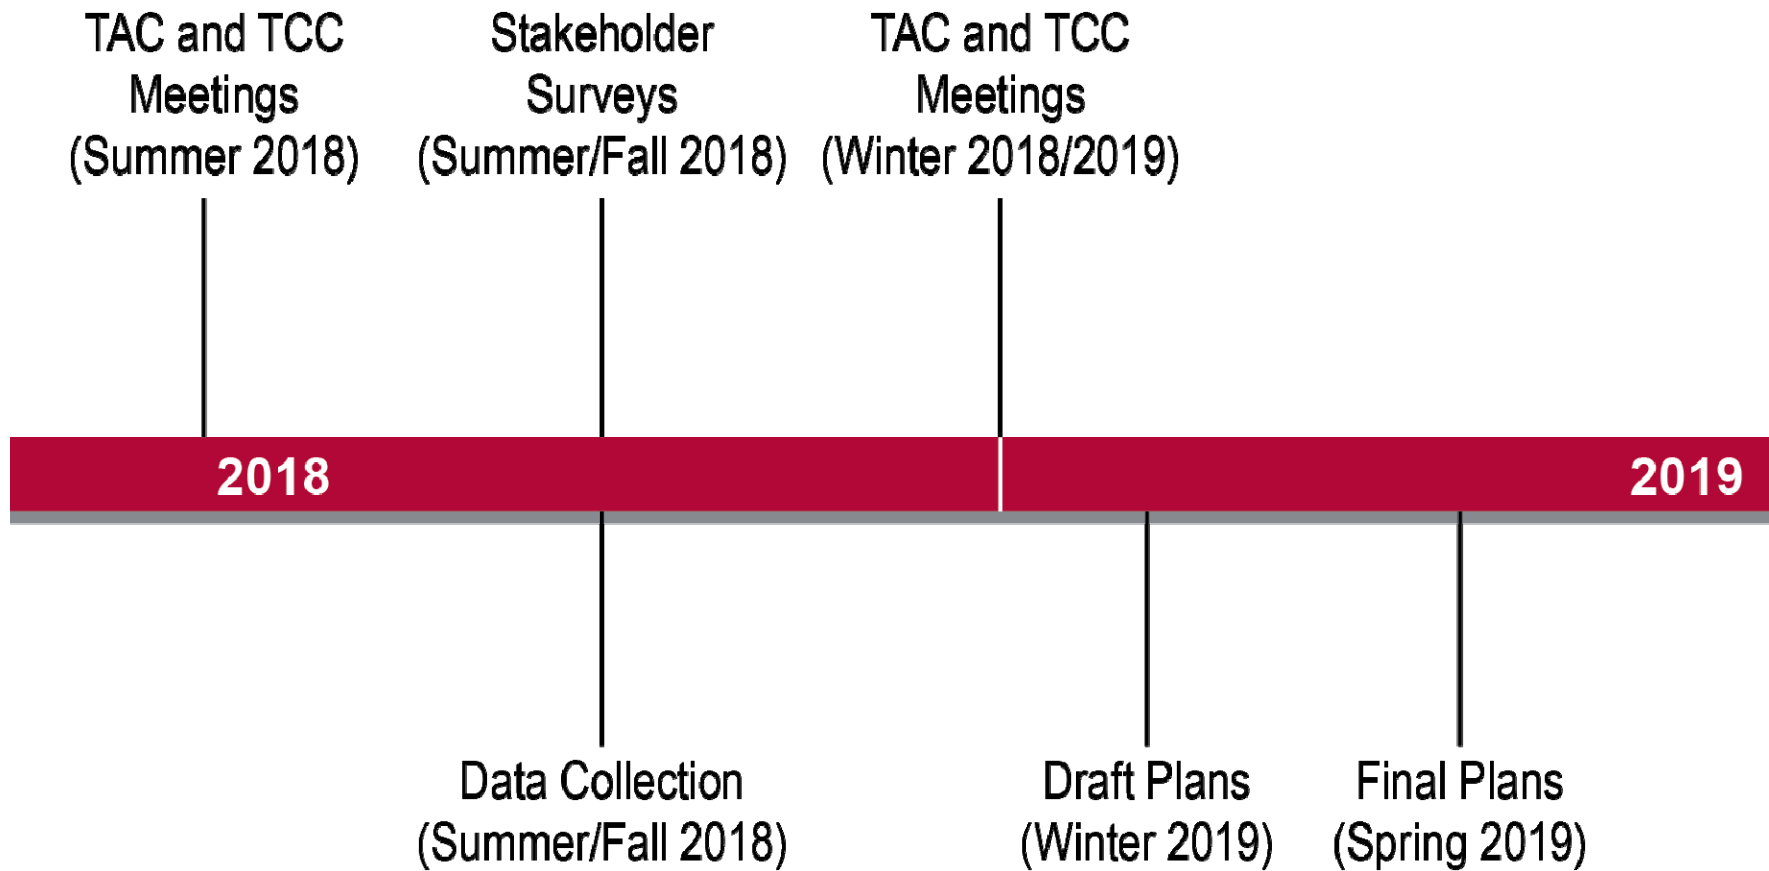 TAC and TCC
Meetings
(Summer 2018)
Stakeholder
Surveys
(Summer/Fall 2018)
TAC and TCC
Meetings
(Winter 2018/2019)
2018
2019
Data Collection
(Summer/Fall 2018)
Draft Plans
(Winter 2019)
Final Plans
(Spring 2019)